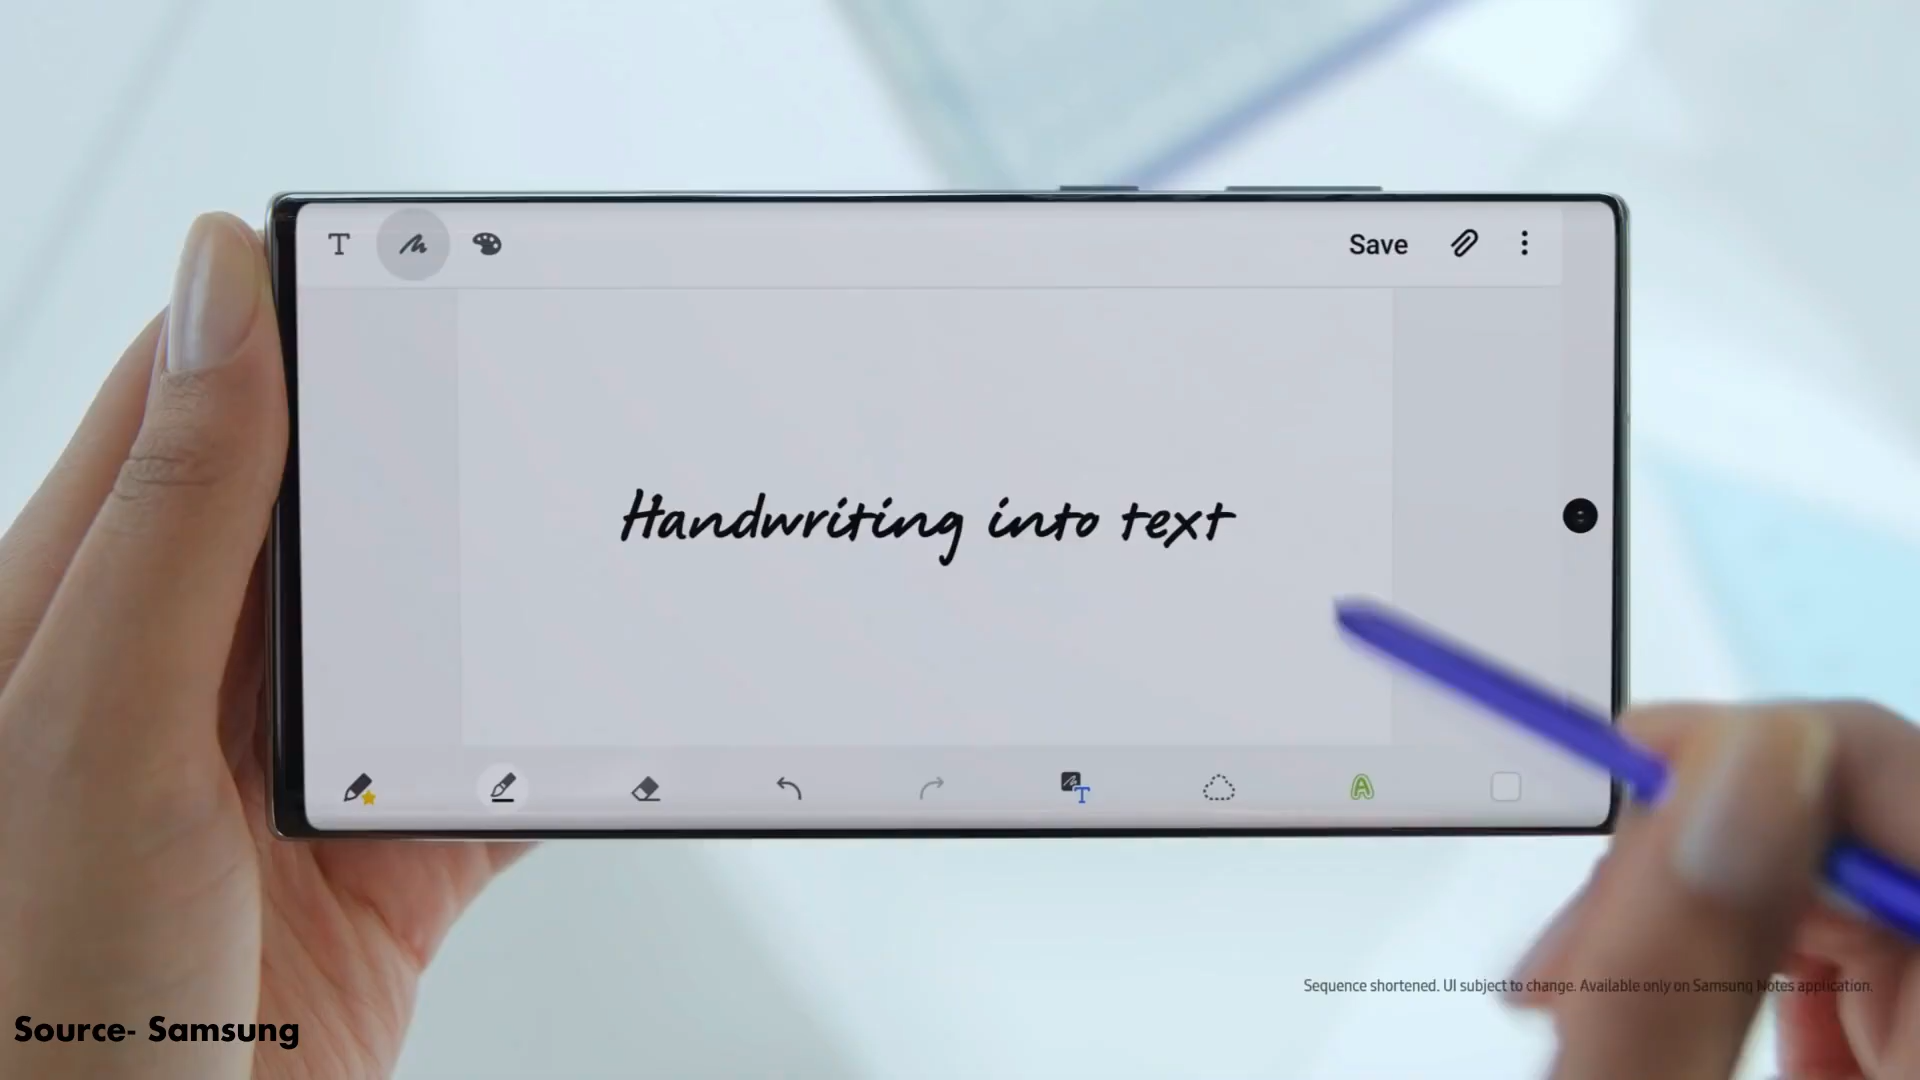 T
Save
Handwriting into text
T
A
Sequence shortened. UI subject to change. Available only on Samsung Notes application.
Source- Samsung